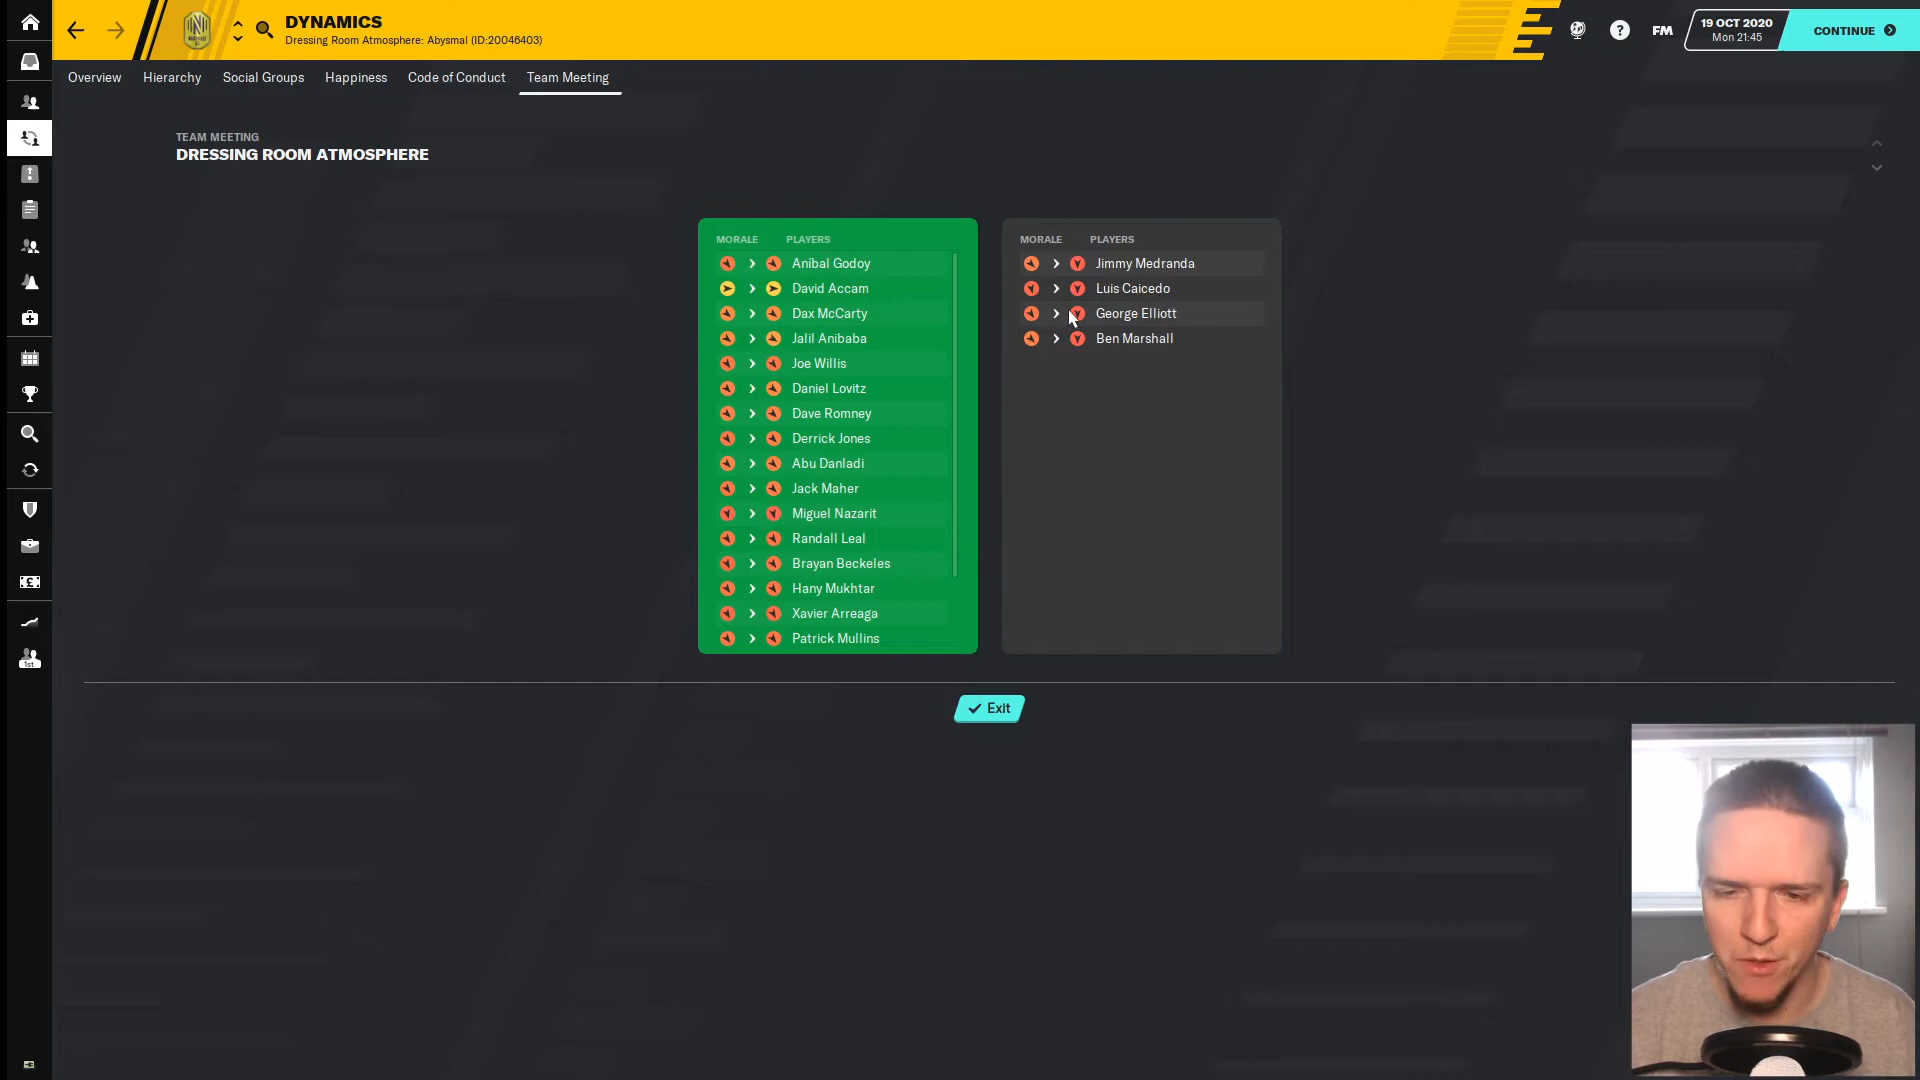 DYNAMICS
Dressing Room Atmosphere: Abysmal (ID:20046403)
FM
19 OCT 2020
Mon 21:45
CONTINUE
Overview
Hierarchy
Social Groups
Happiness
Code of Conduct
Team Meeting
TEAM MEETING
DRESSING ROOM ATMOSPHERE
MORALE PLAYERS
Aníbal Godoy
David Accam
Dax McCarty
Jalil Anibaba
Joe Willis
Daniel Lovitz
Dave Romney
Derrick Jones
Abu Danladi
Jack Maher
Miguel Nazarit
Randall Leal
Brayan Beckeles
Hany Mukhtar
Xavier Arreaga
Patrick Mullins
MORALE PLAYERS
Jimmy Medranda
Luis Caicedo
George Elliott
Ben Marshall
Exit
1st